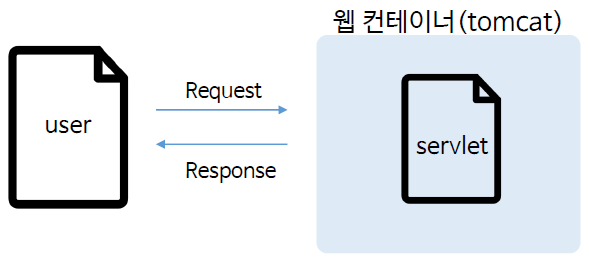 웹 컨테이너(tomcat)
user
Request
Response
servlet